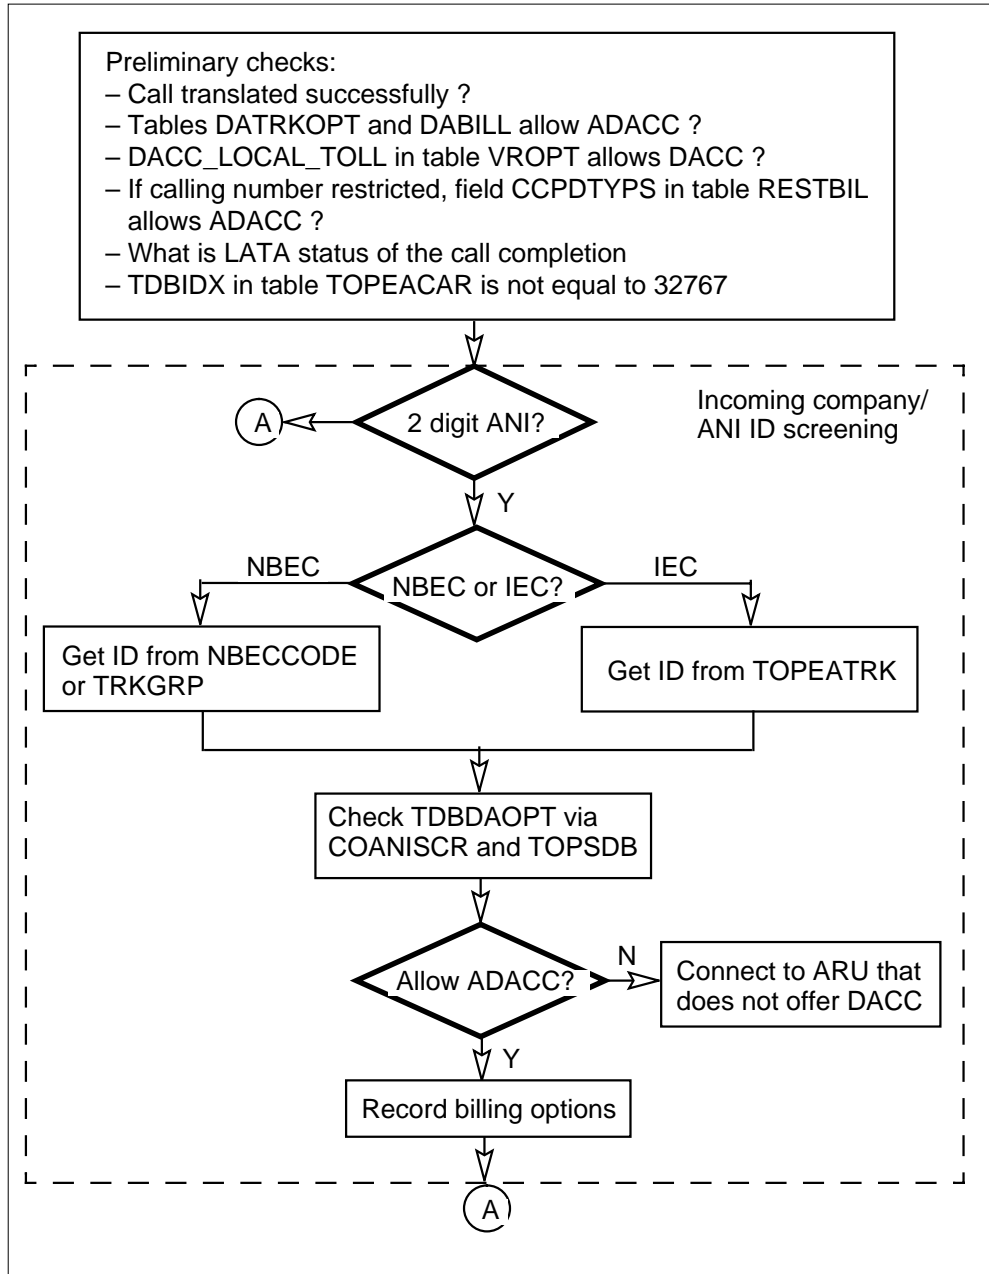 Preliminary checks:
– Call translated successfully ?
– Tables DATRKOPT and DABILL allow ADACC ?
– DACC_LOCAL_TOLL in table VROPT allows DACC ?
– If calling number restricted, field CCPDTYPS in table RESTBIL
allows ADACC ?
– What is LATA status of the call completion
– TDBIDX in table TOPEACAR is not equal to 32767
Incoming company/
ANI ID screening
A
2 digit ANI?
Y
NBEC
NBEC or IEC?
IEC
Get ID from NBECCODE
or TRKGRP
Get ID from TOPEATRK
Check TDBDAOPT via
COANISCR and TOPSDB
Allow ADACC?
N
Connect to ARU that
does not offer DACC
Y
Record billing options
A